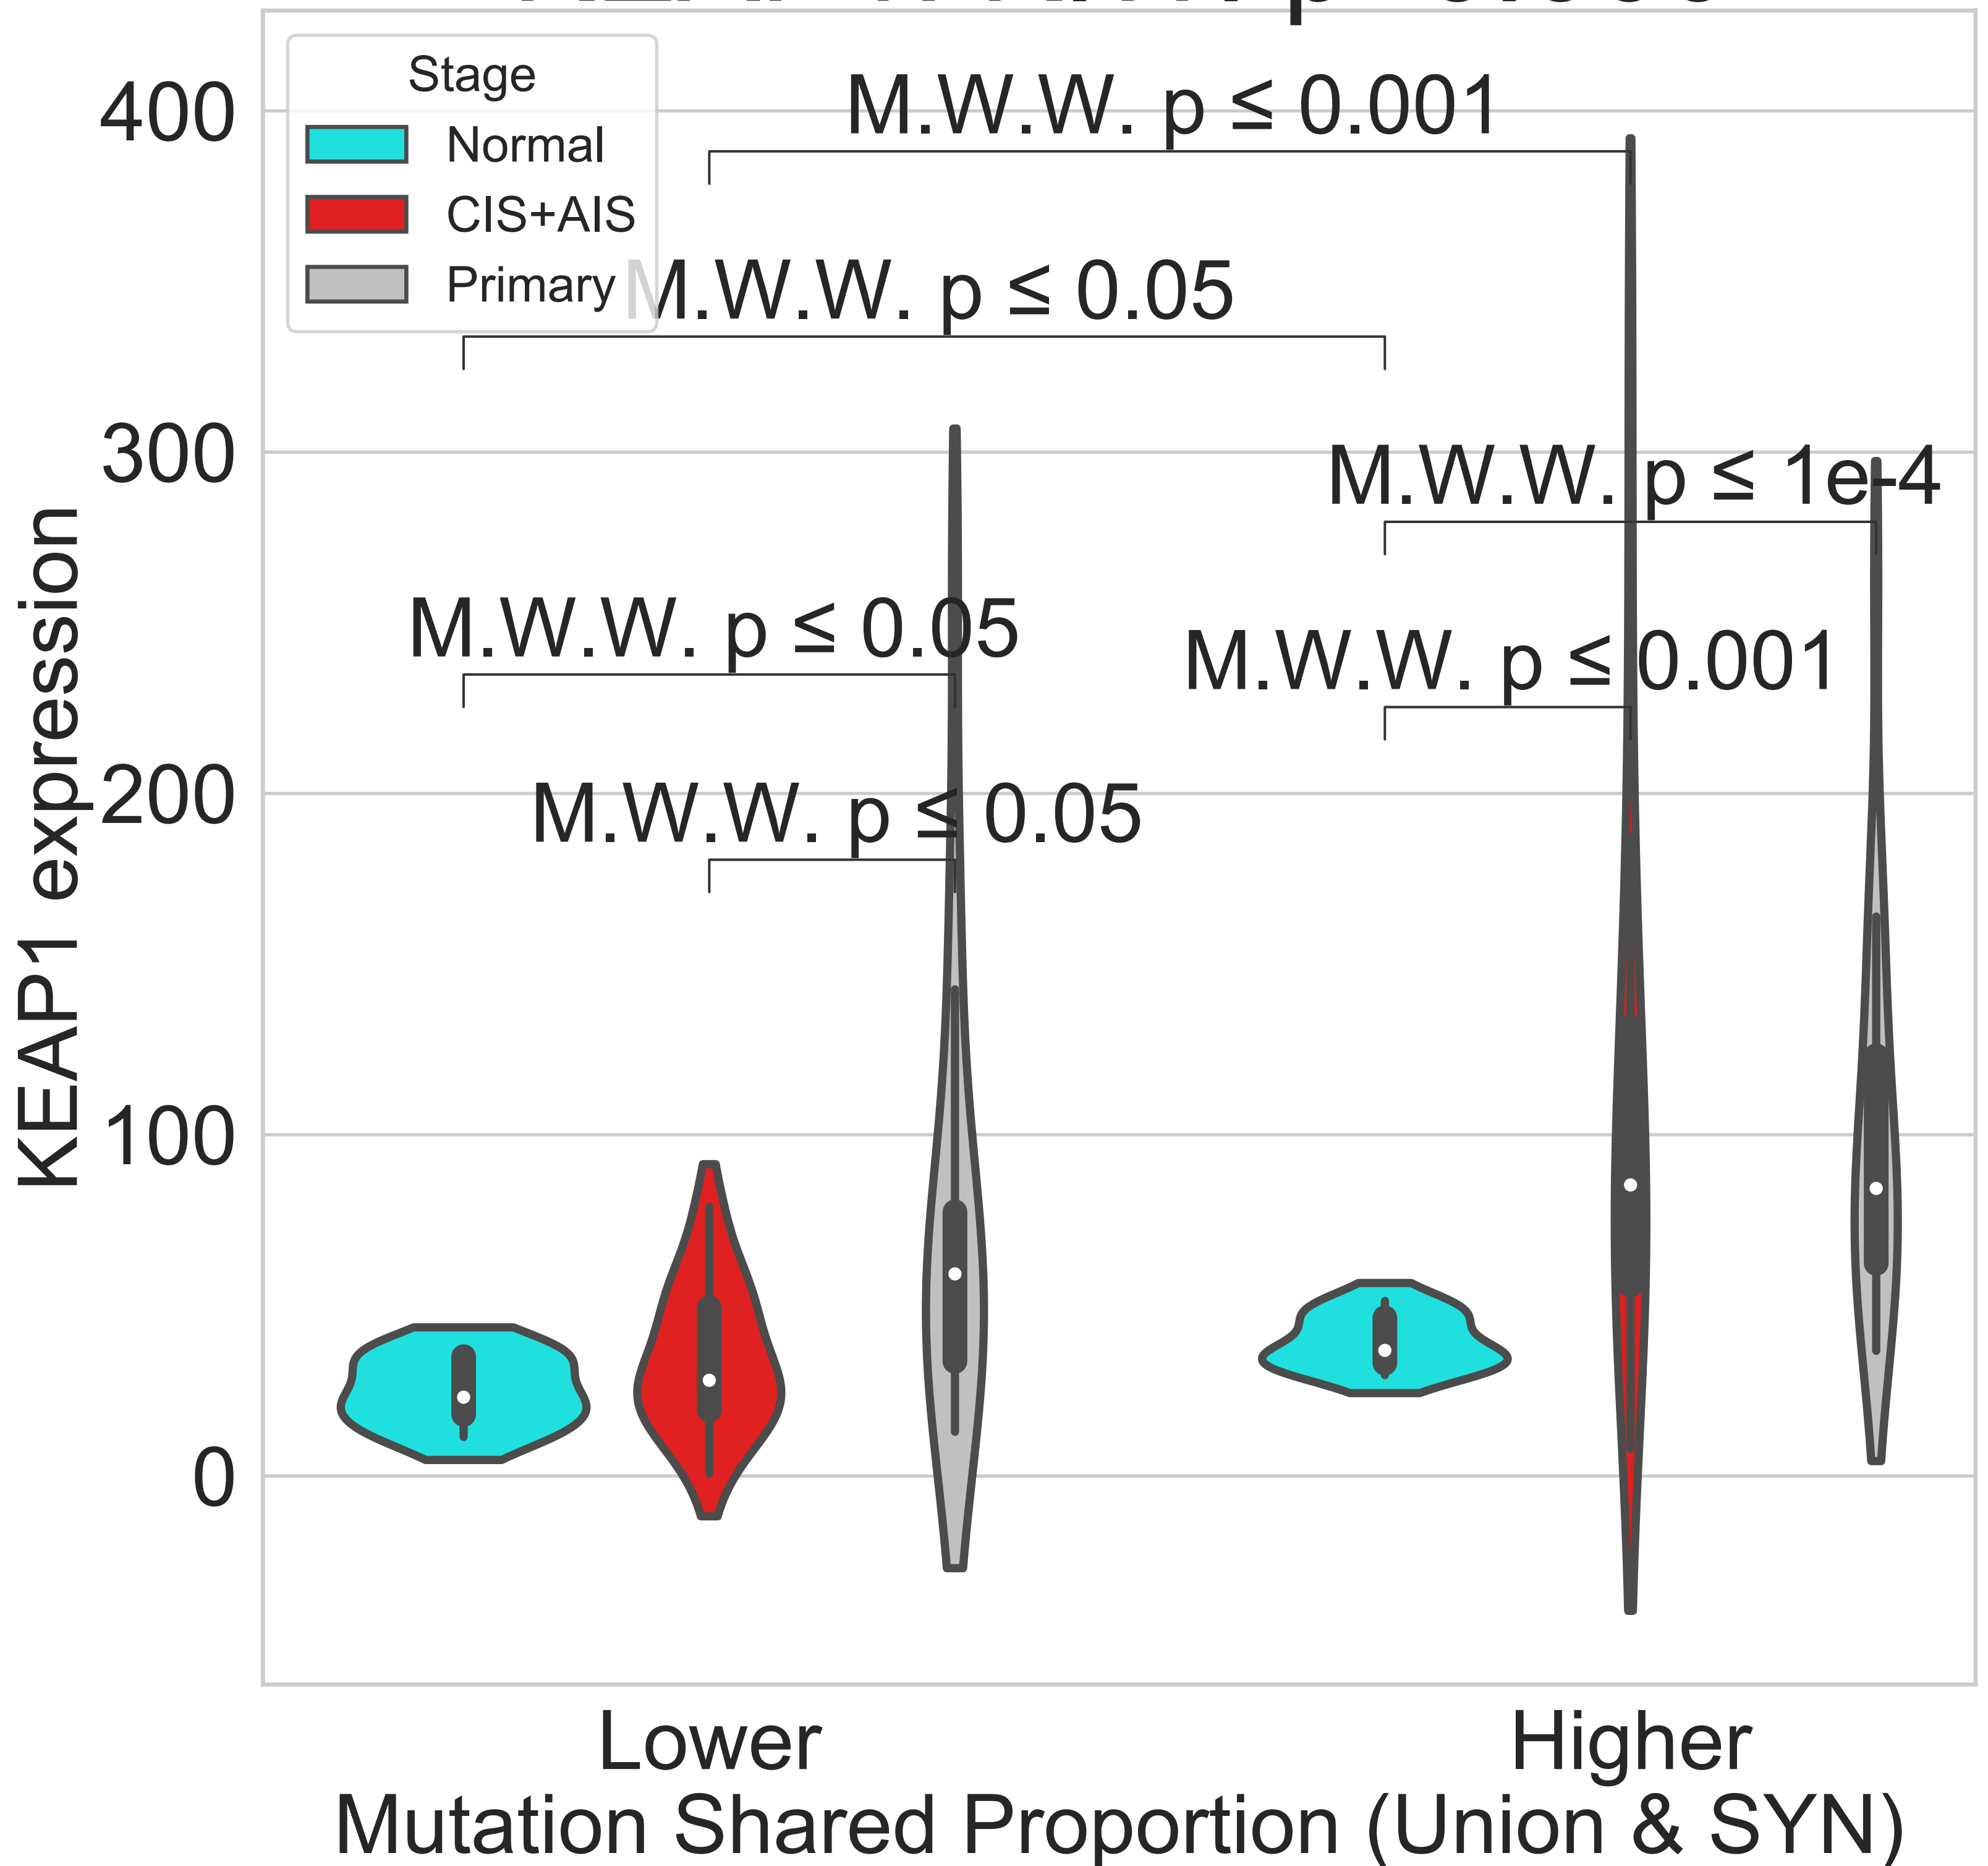 Stage
Normal
CIS+AIS
Primary
M.W.W. p ≤ 0.001
M.W.W. p ≤ 0.05
M.W.W. p ≤ 1e-4
M.W.W. p ≤ 0.05
M.W.W. p ≤ 0.001
M.W.W. p ≤ 0.05
400
300
200
100
0
KEAP1 expression
Lower
Higher
Mutation Shared Proportion (Union & SYN)